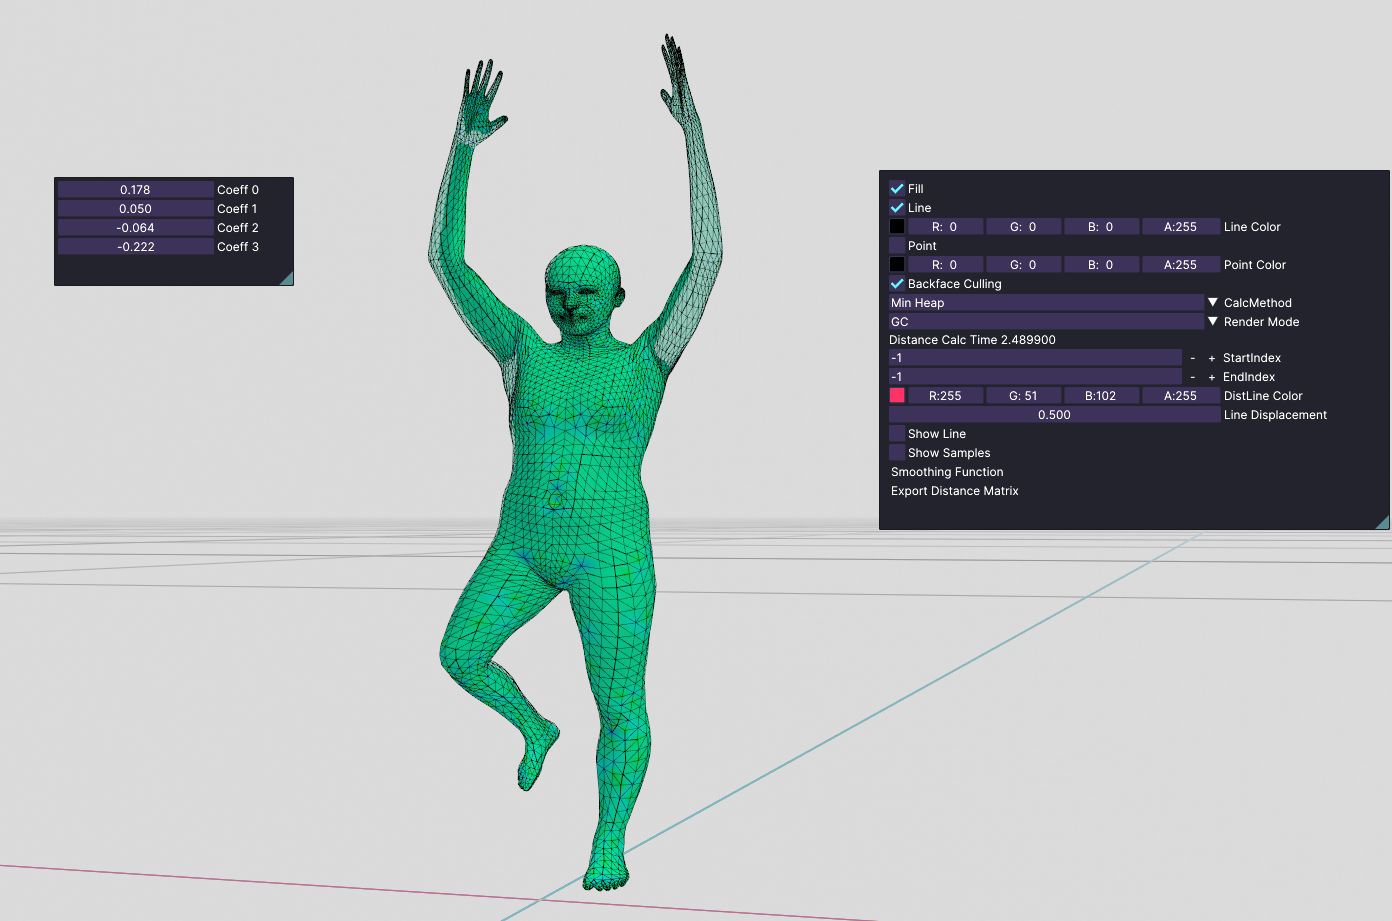 0.178 Coeff 0
0.050 Coeff 1
-0.064 Coeff 2
-0.222 Coeff 3
Fill
Line
R: 0 G: 0 B: 0 A:255 Line Color
Point
R: 0 G: 0 B: 0 A:255 Point Color
Backface Culling
Min Heap CalcMethod
GC Render Mode
Distance Calc Time 2.489900
-1 - + StartIndex
-1 - + EndIndex
R:255 G: 51 B:102 A:255 DistLine Color
0.500 Line Displacement
Show Line
Show Samples
Smoothing Function
Export Distance Matrix